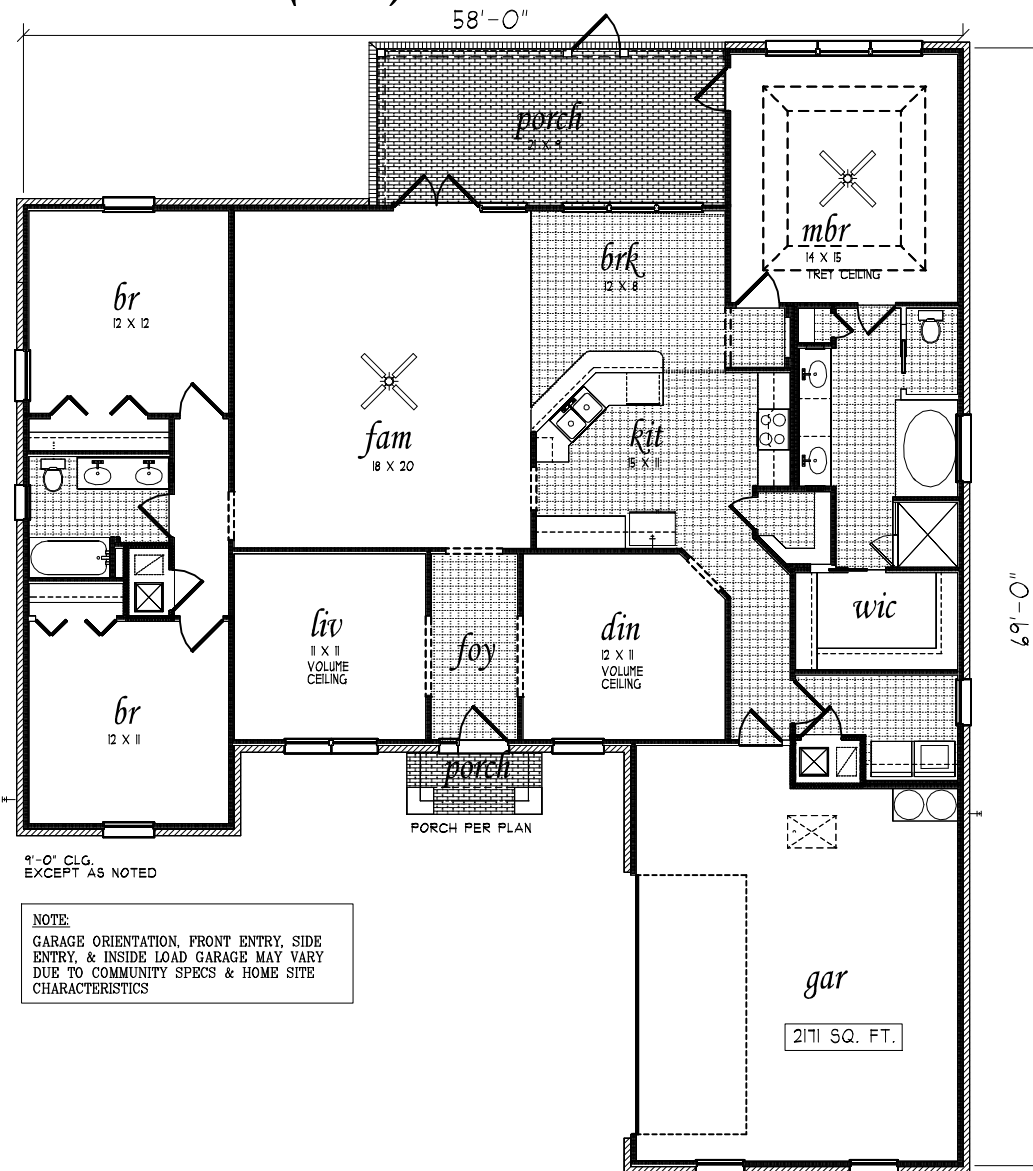 58'-0"
porch
21 X 9
mbr
14 X 15
TREY CEILING
brk
12 X 8
br
12 X 12
fam
18 X 20
kit
15 X 11
69'-0"
wic
liv
11 X 11
VOLUME
CEILING
foy
din
12 X 11
VOLUME
CEILING
br
12 X 11
porch
PORCH PER PLAN
9'-0" CLG.
EXCEPT AS NOTED
NOTE:
GARAGE ORIENTATION, FRONT ENTRY, SIDE
ENTRY, & INSIDE LOAD GARAGE MAY VARY
DUE TO COMMUNITY SPECS & HOME SITE
CHARACTERISTICS
gar
2171 SQ. FT.